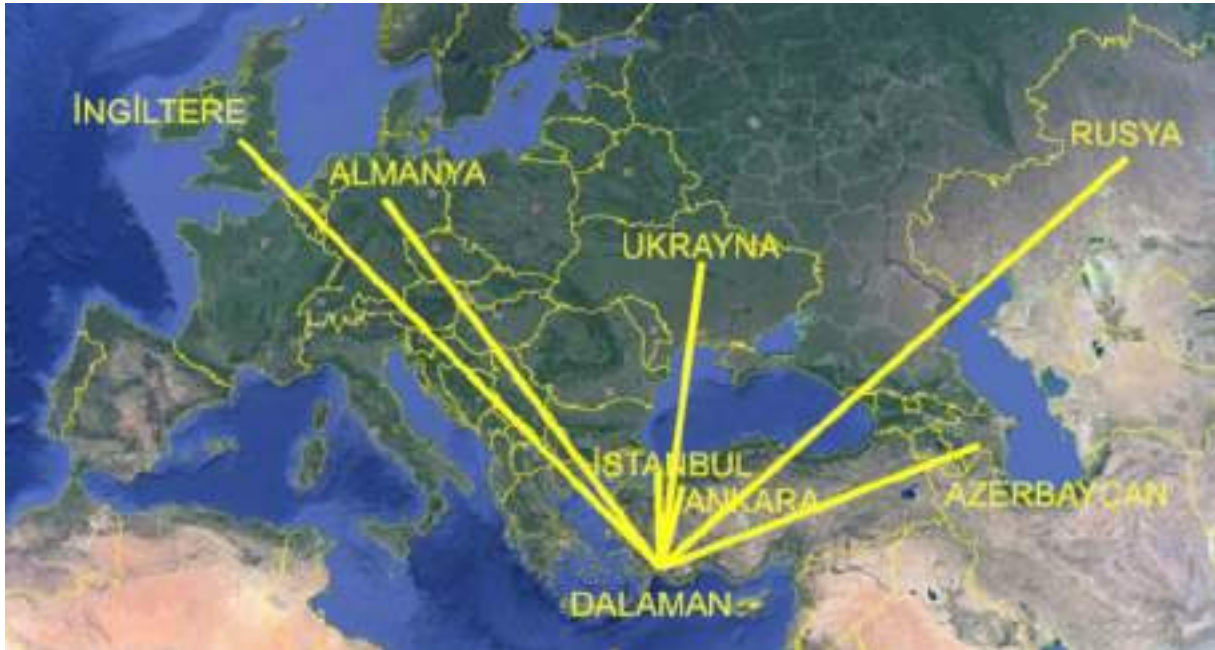 İNGİLTERE
RUSYA
ALMANYA
UKRAYNA
İSTANBUL
ANKARA
AZERBAYCAN
DALAMAN